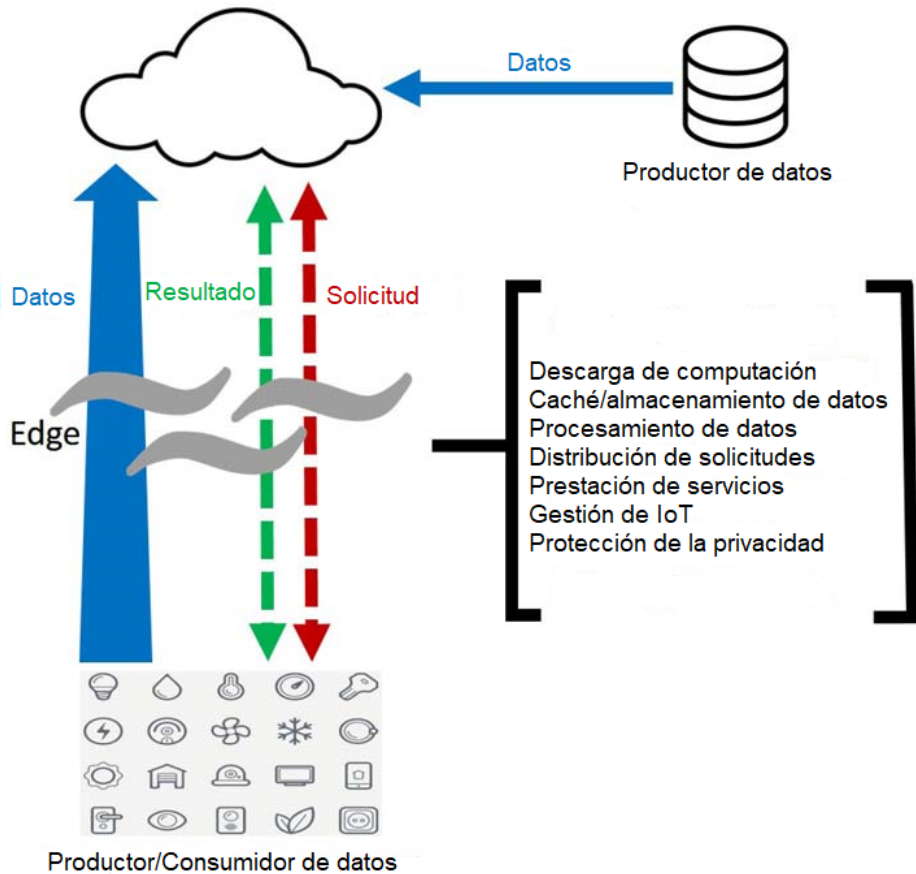 Datos
Productor de datos
Datos
Resultado
Solicitud
Edge
Descarga de computación
Caché/almacenamiento de datos
Procesamiento de datos
Distribución de solicitudes
Prestación de servicios
Gestión de IoT
Protección de la privacidad
Productor/Consumidor de datos